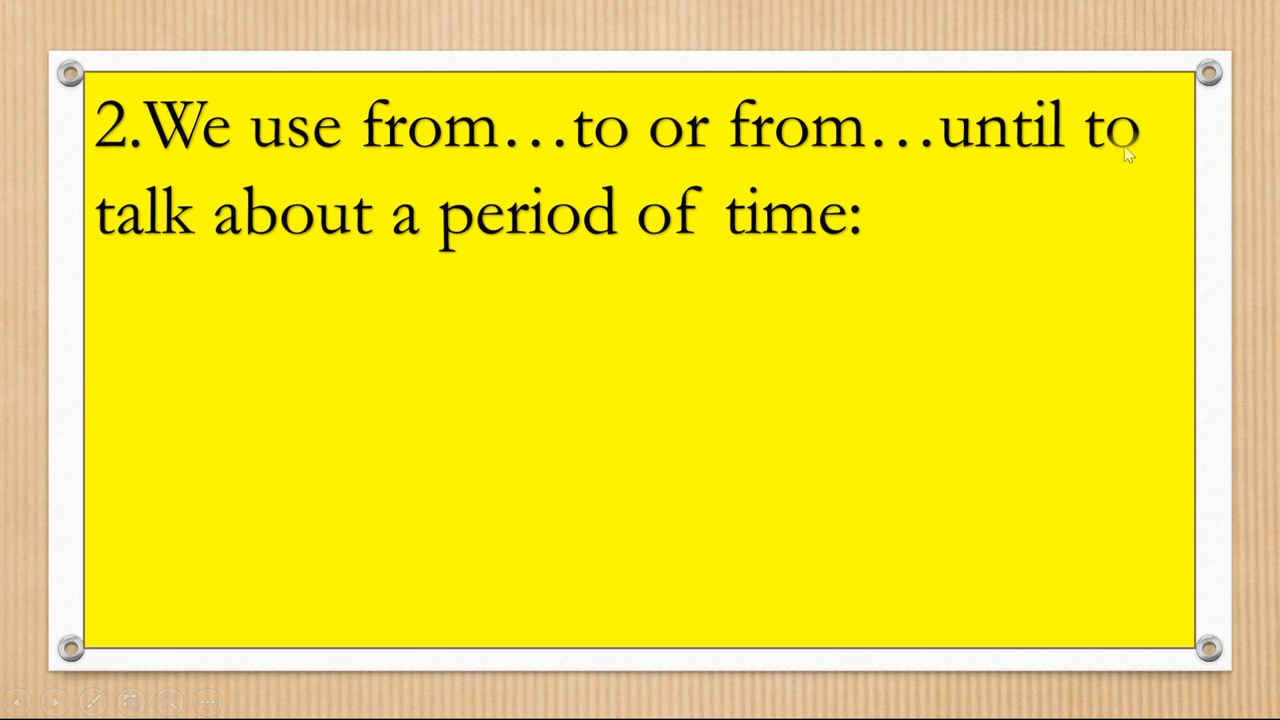 2.We use from…to or from…until to
talk about a period of time: